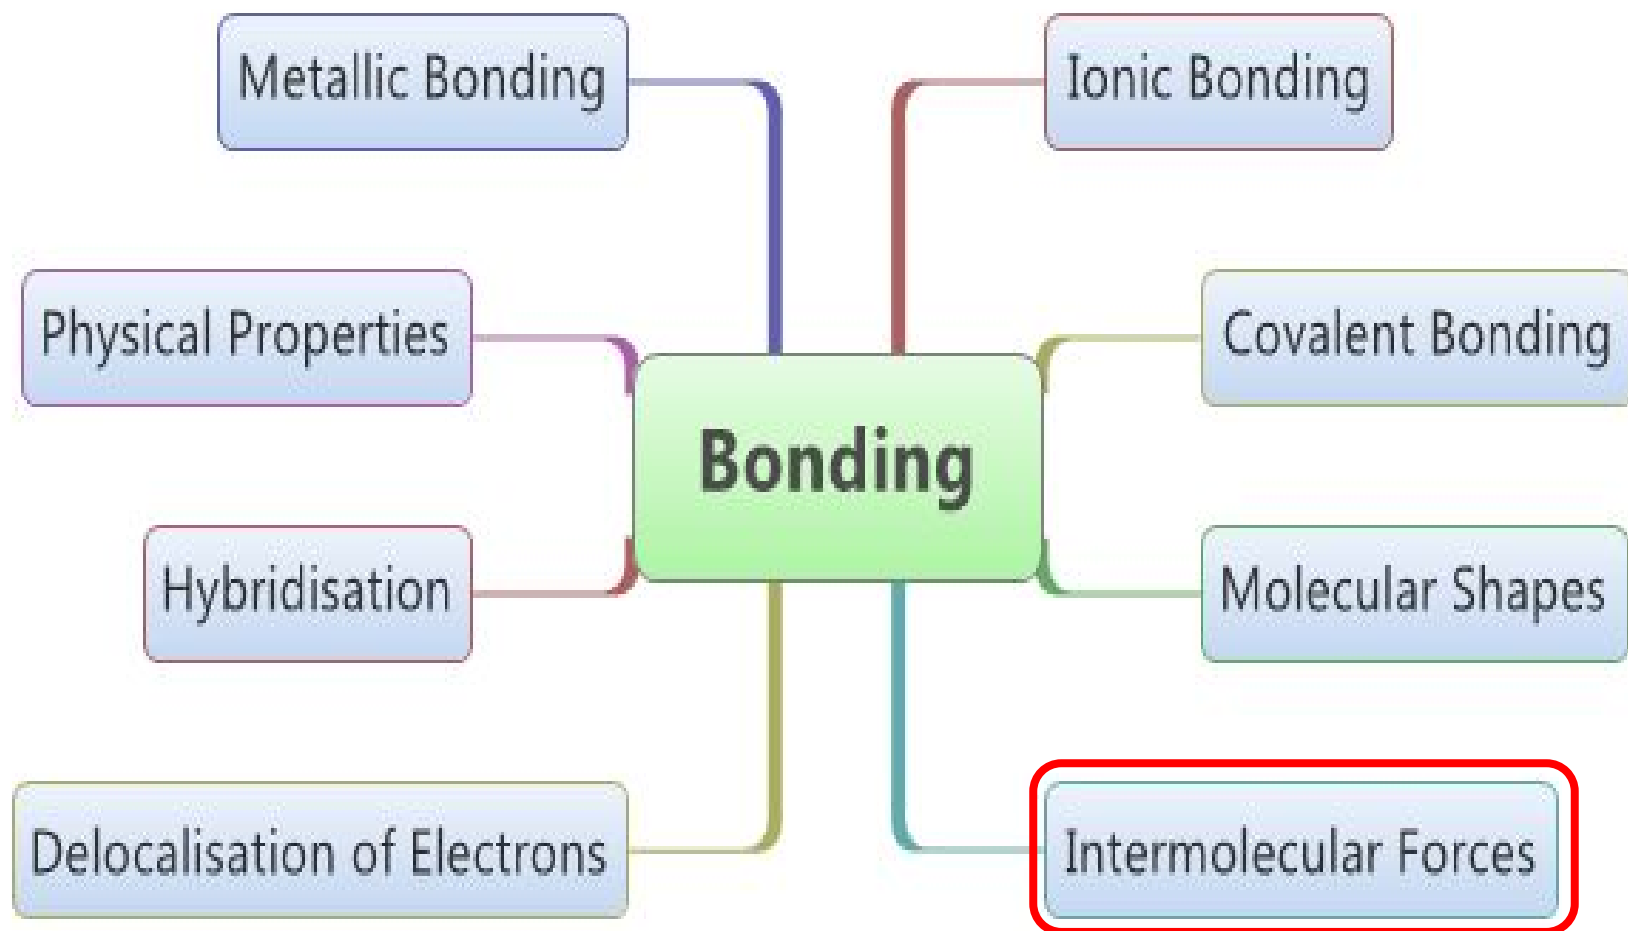 Metallic Bonding
Ionic Bonding
Physical Properties
Covalent Bonding
Bonding
Hybridisation
Molecular Shapes
Delocalisation of Electrons
Intermolecular Forces